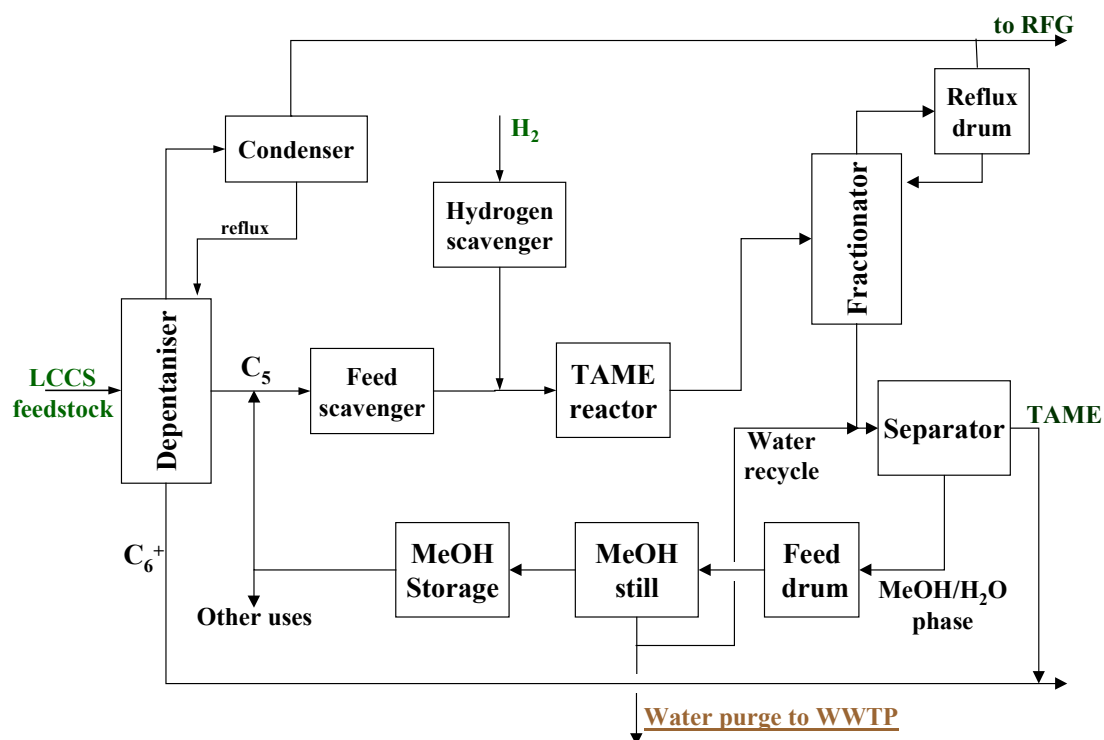 to RFG
Reflux
drum
Condenser
H₂
Hydrogen
scavenger
Fractionator
reflux
Depentaniser
LCCS
feedstock
C₅
Feed
scavenger
TAME
reactor
Separator
TAME
Water
recycle
C₆⁺
MeOH
Storage
MeOH
still
Feed
drum
MeOH/H₂O
phase
Other uses
Water purge to WWTP